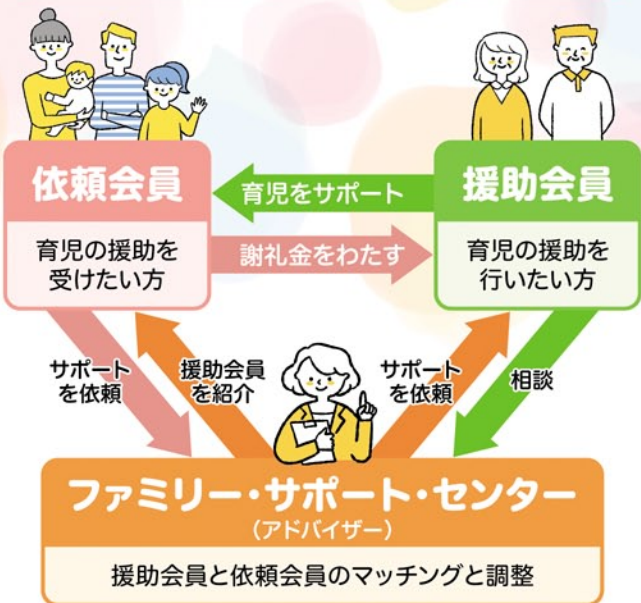 依頼会員
育児の援助を
受けたい方
育児をサポート
謝礼金をわたす
援助会員
育児の援助を
行いたい方
サポート
を依頼
援助会員
を紹介
サポート
を依頼
相談
ファミリー・サポート・センター
（アドバイザー）
援助会員と依頼会員のマッチングと調整